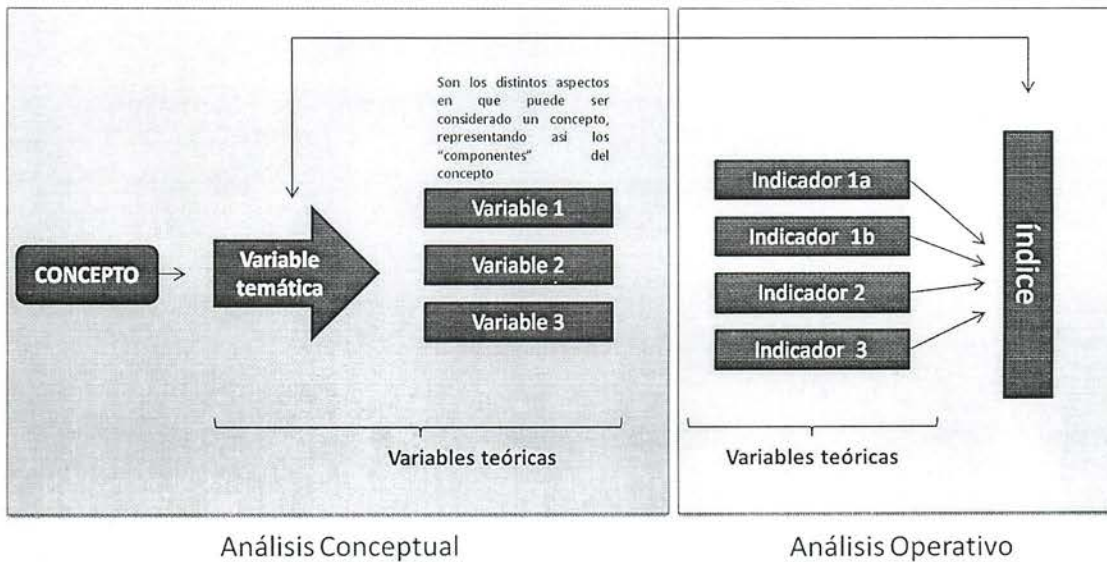 Son los distintos aspectos
en que puede ser
considerado un concepto,
representando así los
“componentes” del
concepto
CONCEPTO
Variable
temática
Variable 1
Variable 2
Variable 3
Variables teóricas
Análisis Conceptual
Indicador 1a
Indicador 1b
Indicador 2
Indicador 3
índice
Variables teóricas
Análisis Operativo